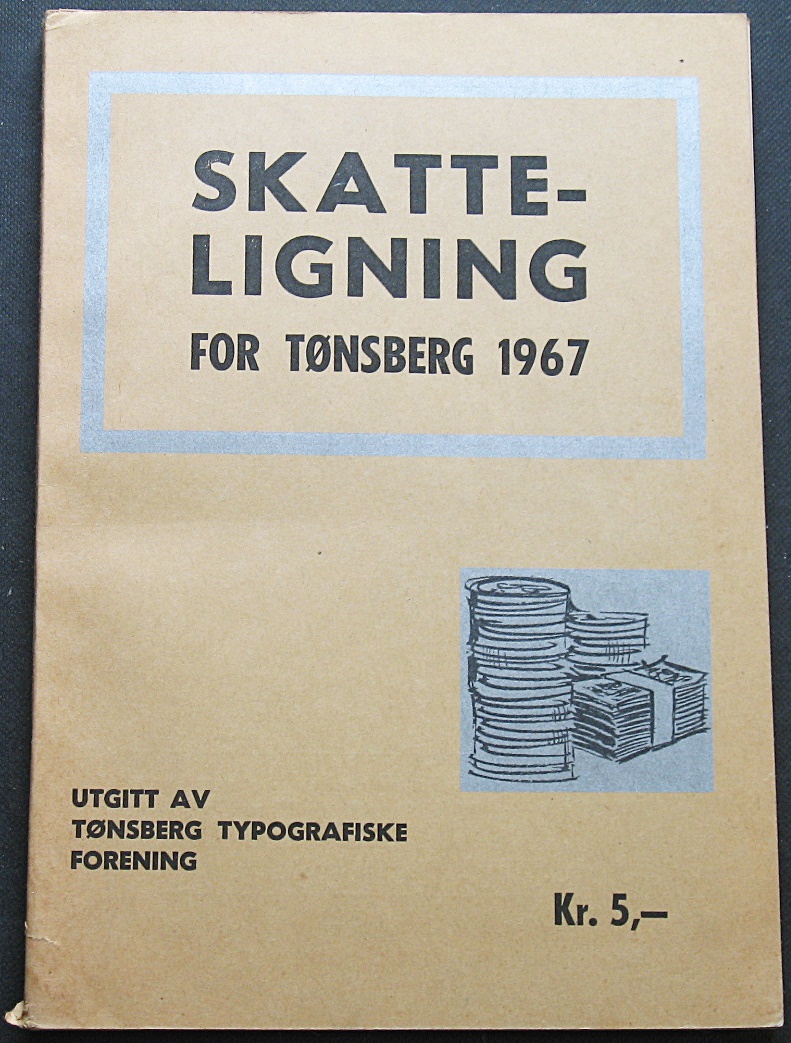 SKATTE-
LIGNING
FOR TØNSBERG 1967
UTGITT AV
TØNSBERG TYPOGRAFISKE
FORENING
Kr. 5,—